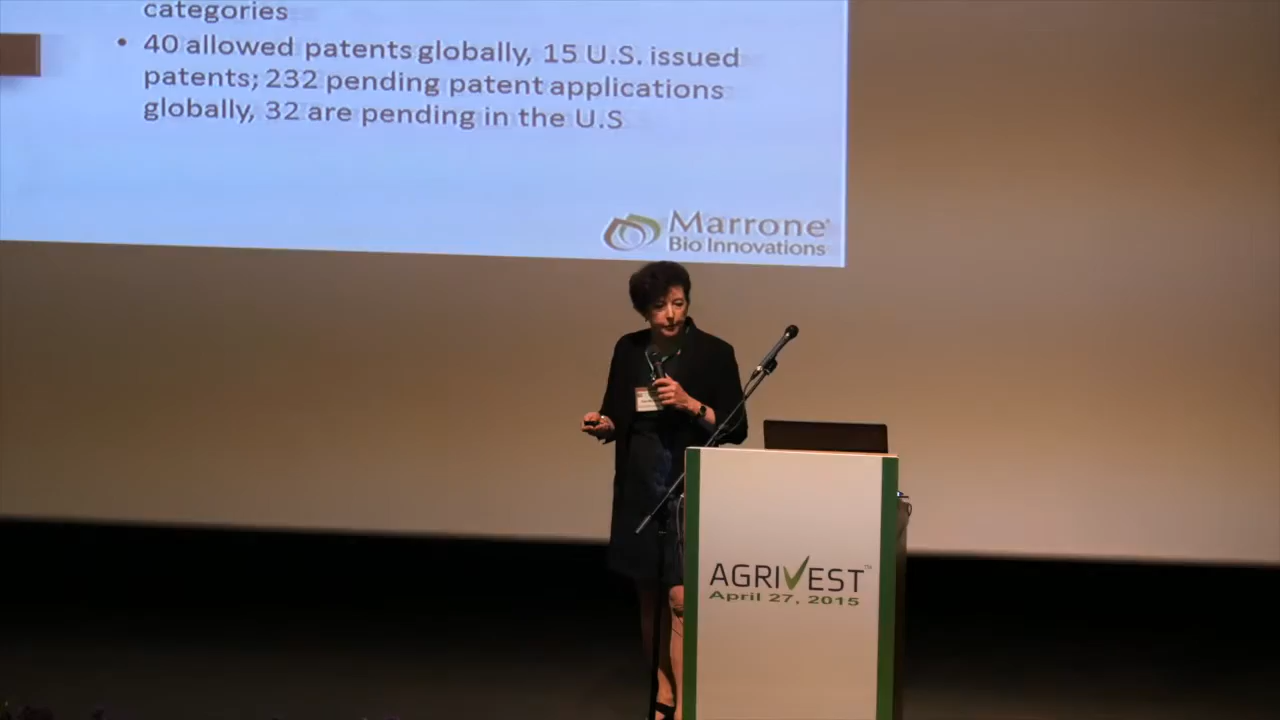 categories
• 40 allowed patents globally, 15 U.S. issued
patents; 232 pending patent applications
globally, 32 are pending in the U.S
Marrone®
Bio Innovations
AGRIVEST™
April 27, 2015